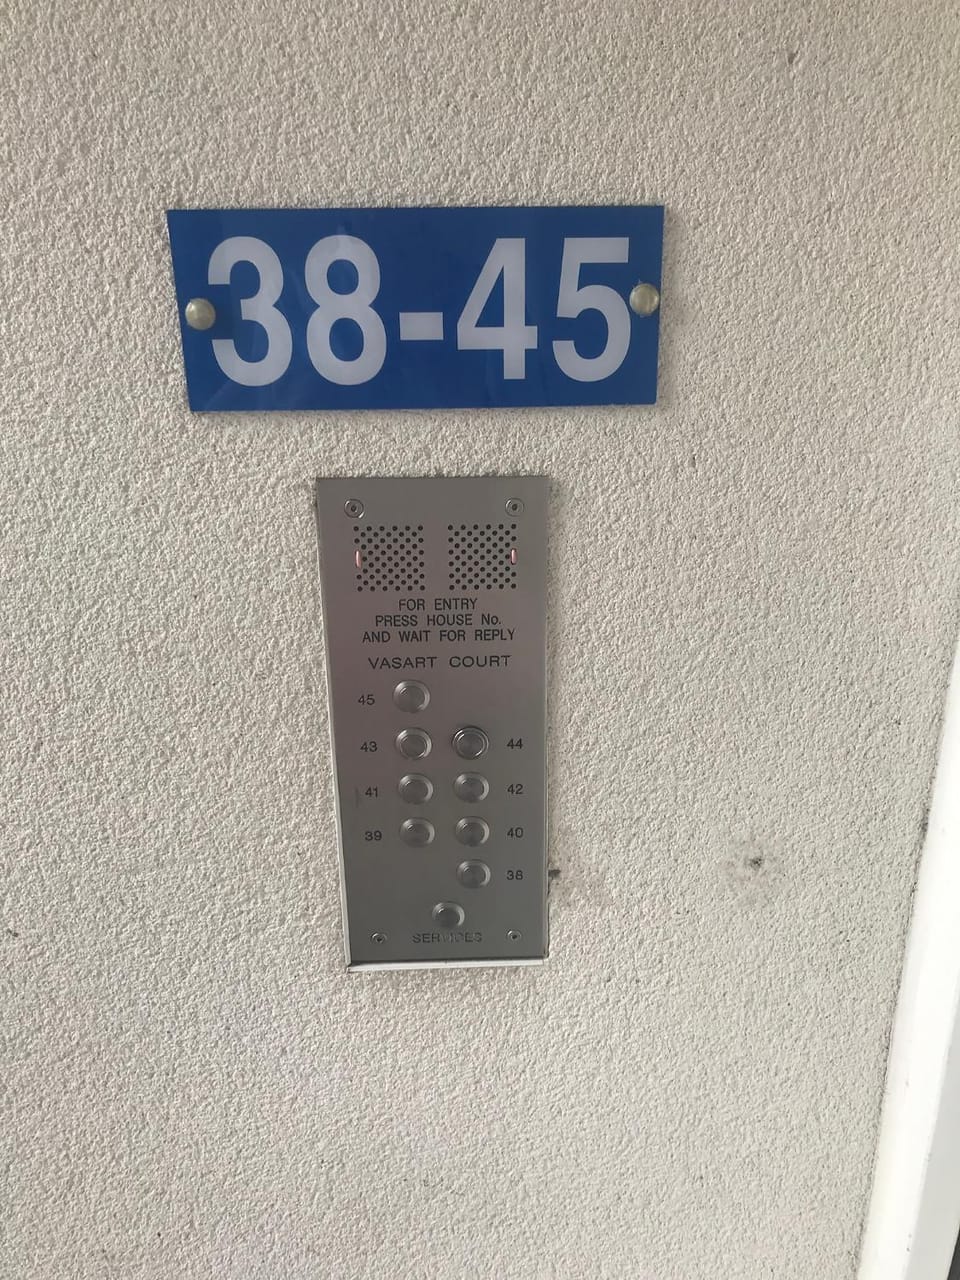 38-45
FOR ENTRY
PRESS HOUSE No.
AND WAIT FOR REPLY
VASART COURT
45
43 44
41 42
39 40
38
SERVICES